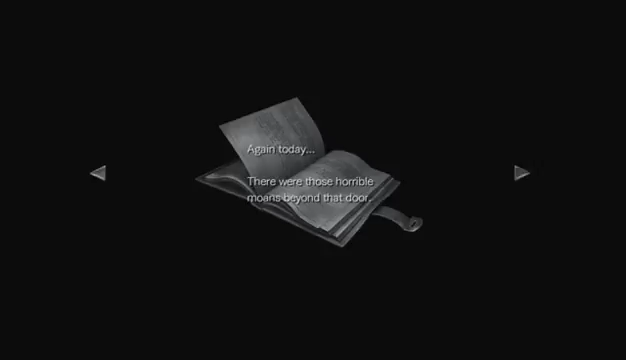 Again today...
There were those horrible
moans beyond that door.